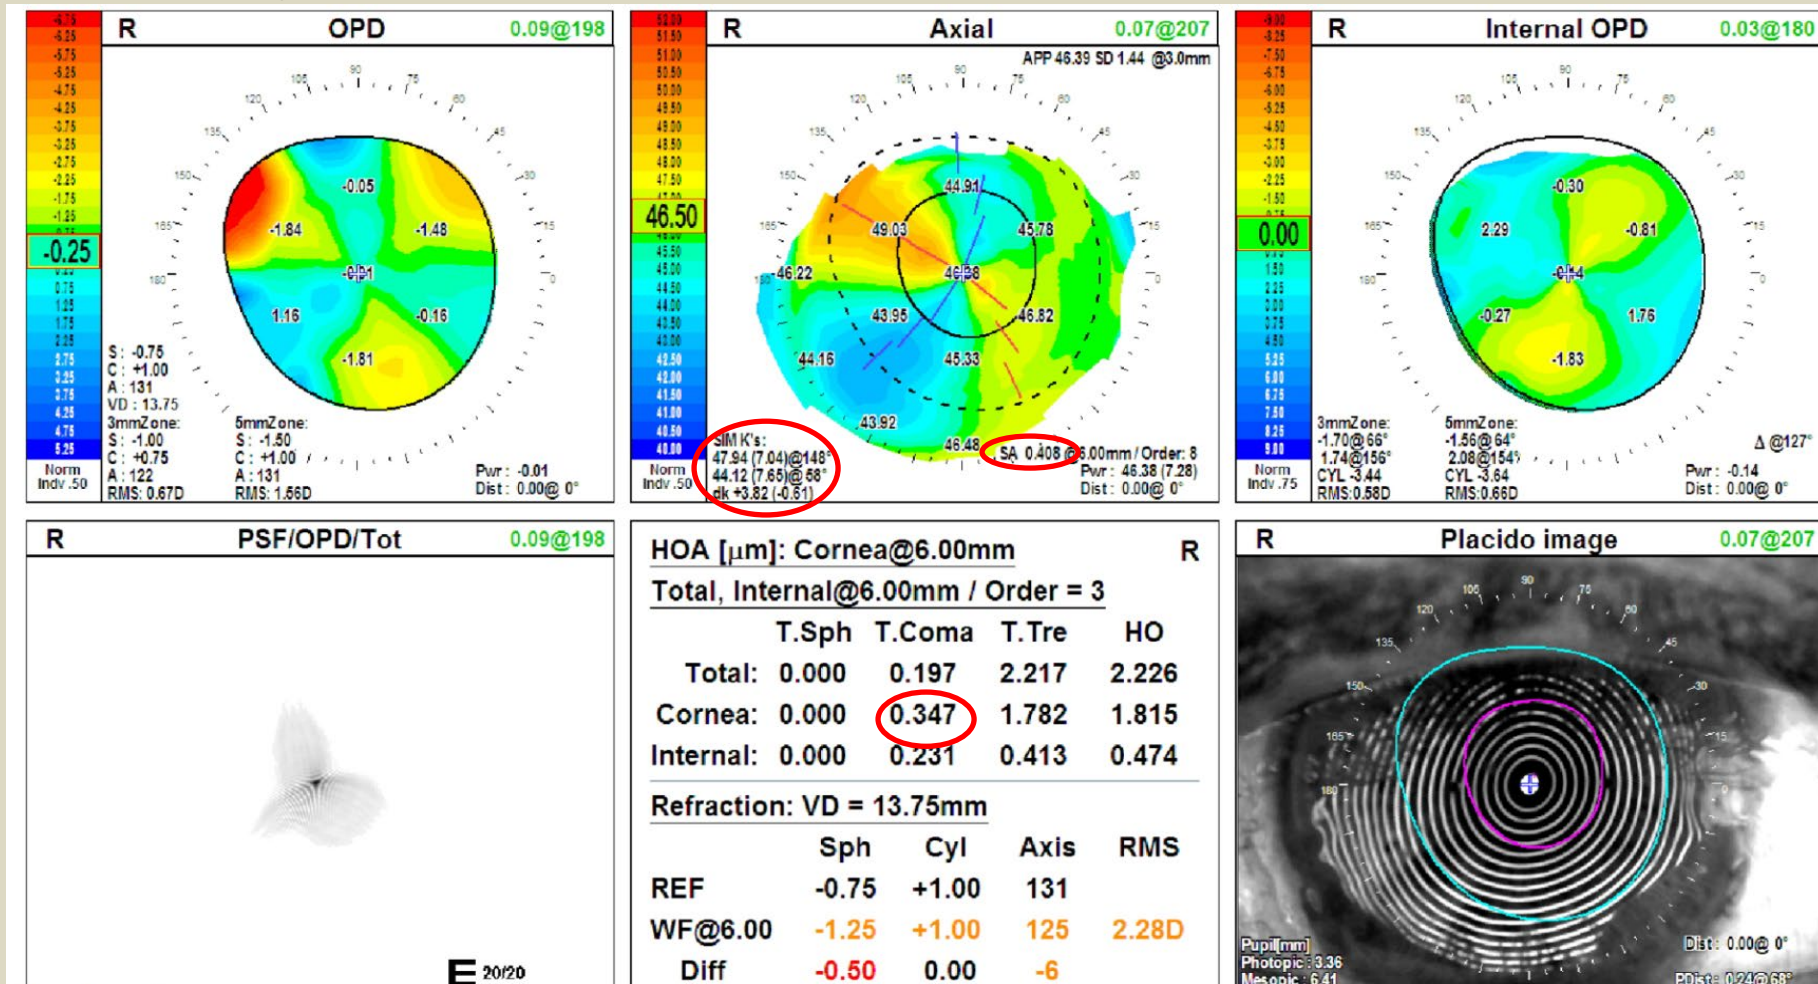 R OPD 0.09@198
-0.05
-1.84
-1.48
1.16
-0.16
-1.81
S: -0.75
C: +1.00
A: 131
VD: 13.75
3mmZone:
S: -1.00
C: +0.75
A: 122
RMS: 0.67D
5mmZone:
S: -1.50
C: +1.00
A: 131
RMS: 1.56D
Pwr: -0.01
Dist: 0.00@ 0°
-0.25
Norm
Indv .50
R Axial 0.07@207
APP 46.39 SD 1.44 @3.0mm
44.91
49.03
45.78
46.22
46.38
43.95
46.82
44.16
45.33
43.92
46.48
46.50
SIM K's:
47.94 (7.04)@148°
44.12 (7.65)@ 58°
dk +3.82 (-0.61)
SA 0.408 @6.00mm / Order: 8
Pwr: 46.38 (7.28)
Dist: 0.00@ 0°
Norm
Indv .50
R Internal OPD 0.03@180
-0.30
2.29
-0.81
-0.14
-0.27
1.76
-1.83
0.00
3mmZone:
-1.70@66°
1.74@156°
CYL -3.44
RMS:0.58D
5mmZone:
-1.56@64°
2.08@154°
CYL -3.64
RMS:0.66D
Δ @127°
Pwr: -0.14
Dist: 0.00@ 0°
Norm
Indv .75
R PSF/OPD/Tot 0.09@198
E 20/20
HOA [µm]: Cornea@6.00mm R
Total, Internal@6.00mm / Order = 3
T.Sph T.Coma T.Tre HO
Total: 0.000 0.197 2.217 2.226
Cornea: 0.000 0.347 1.782 1.815
Internal: 0.000 0.231 0.413 0.474
Refraction: VD = 13.75mm
Sph Cyl Axis RMS
REF -0.75 +1.00 131
WF@6.00 -1.25 +1.00 125 2.28D
Diff -0.50 0.00 -6
R Placido image 0.07@207
Pupil[mm]
Photopic: 3.36
Mesopic: 6.41
Dist: 0.00@ 0°
PDist: 0.24@68°